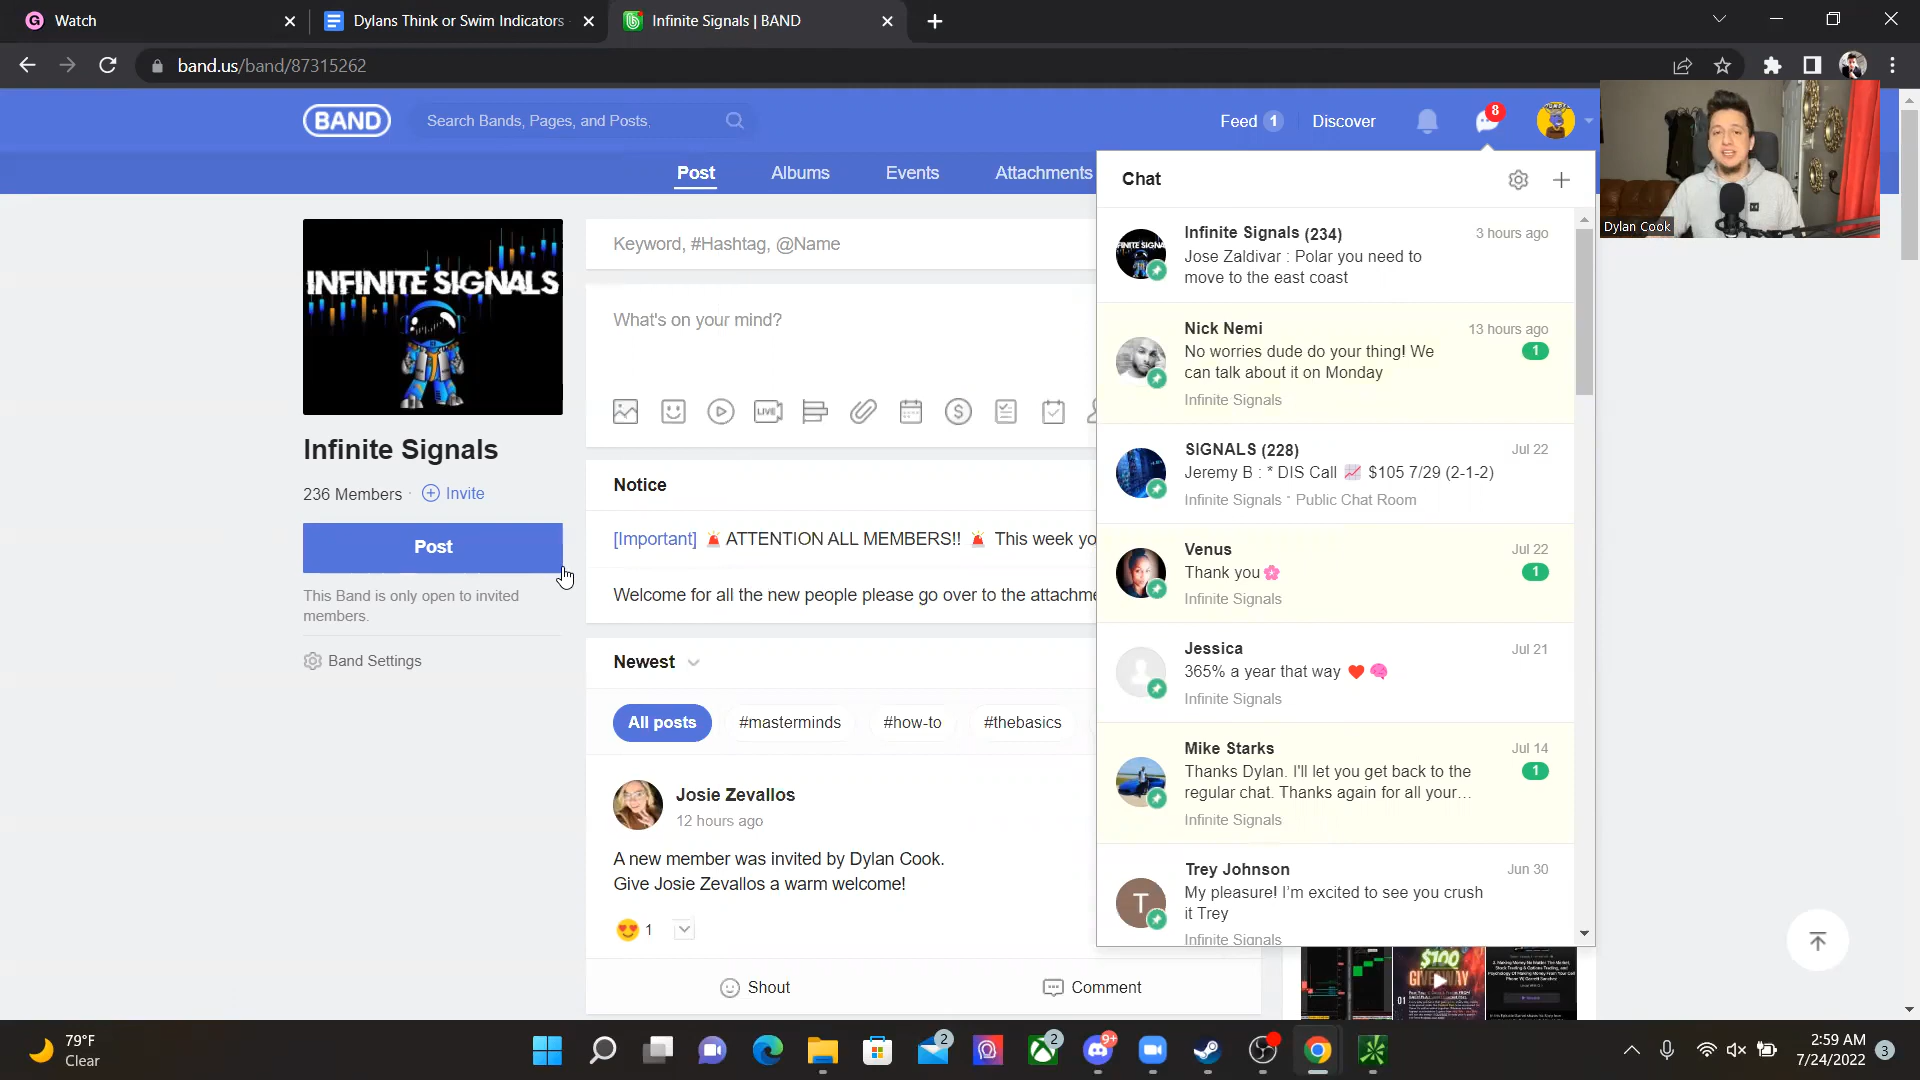 Watch
Dylans Think or Swim Indicators
Infinite Signals | BAND
band.us/band/87315262
BAND
Search Bands, Pages, and Posts.
Feed 1
Discover
8
Post
Albums
Events
Attachments
Dylan Cook
INFINITE SIGNALS
Infinite Signals
236 Members
Invite
Post
This Band is only open to invited
members.
Band Settings
Keyword, #Hashtag, @Name
What's on your mind?
LIVE
Notice
[Important] 🚨 ATTENTION ALL MEMBERS!! 🚨 This week yo
Welcome for all the new people please go over to the attachme
Newest
All posts
#masterminds
#how-to
#thebasics
Josie Zevallos
12 hours ago
A new member was invited by Dylan Cook.
Give Josie Zevallos a warm welcome!
😍 1
Shout
Comment
Chat
Infinite Signals (234)
3 hours ago
Jose Zaldivar : Polar you need to
move to the east coast
Nick Nemi
13 hours ago
No worries dude do your thing! We
1
can talk about it on Monday
Infinite Signals
SIGNALS (228)
Jul 22
Jeremy B : * DIS Call 📈 $105 7/29 (2-1-2)
Infinite Signals · Public Chat Room
Venus
Jul 22
Thank you🌸
1
Infinite Signals
Jessica
Jul 21
365% a year that way ❤️ 🧠
Infinite Signals
Mike Starks
Jul 14
Thanks Dylan. I'll let you get back to the
1
regular chat. Thanks again for all your...
Infinite Signals
T
Trey Johnson
Jun 30
My pleasure! I'm excited to see you crush
it Trey
Infinite Signals
$100
GIVEAWAY
79°F
Clear
2
2
9+
2:59 AM
7/24/2022
3